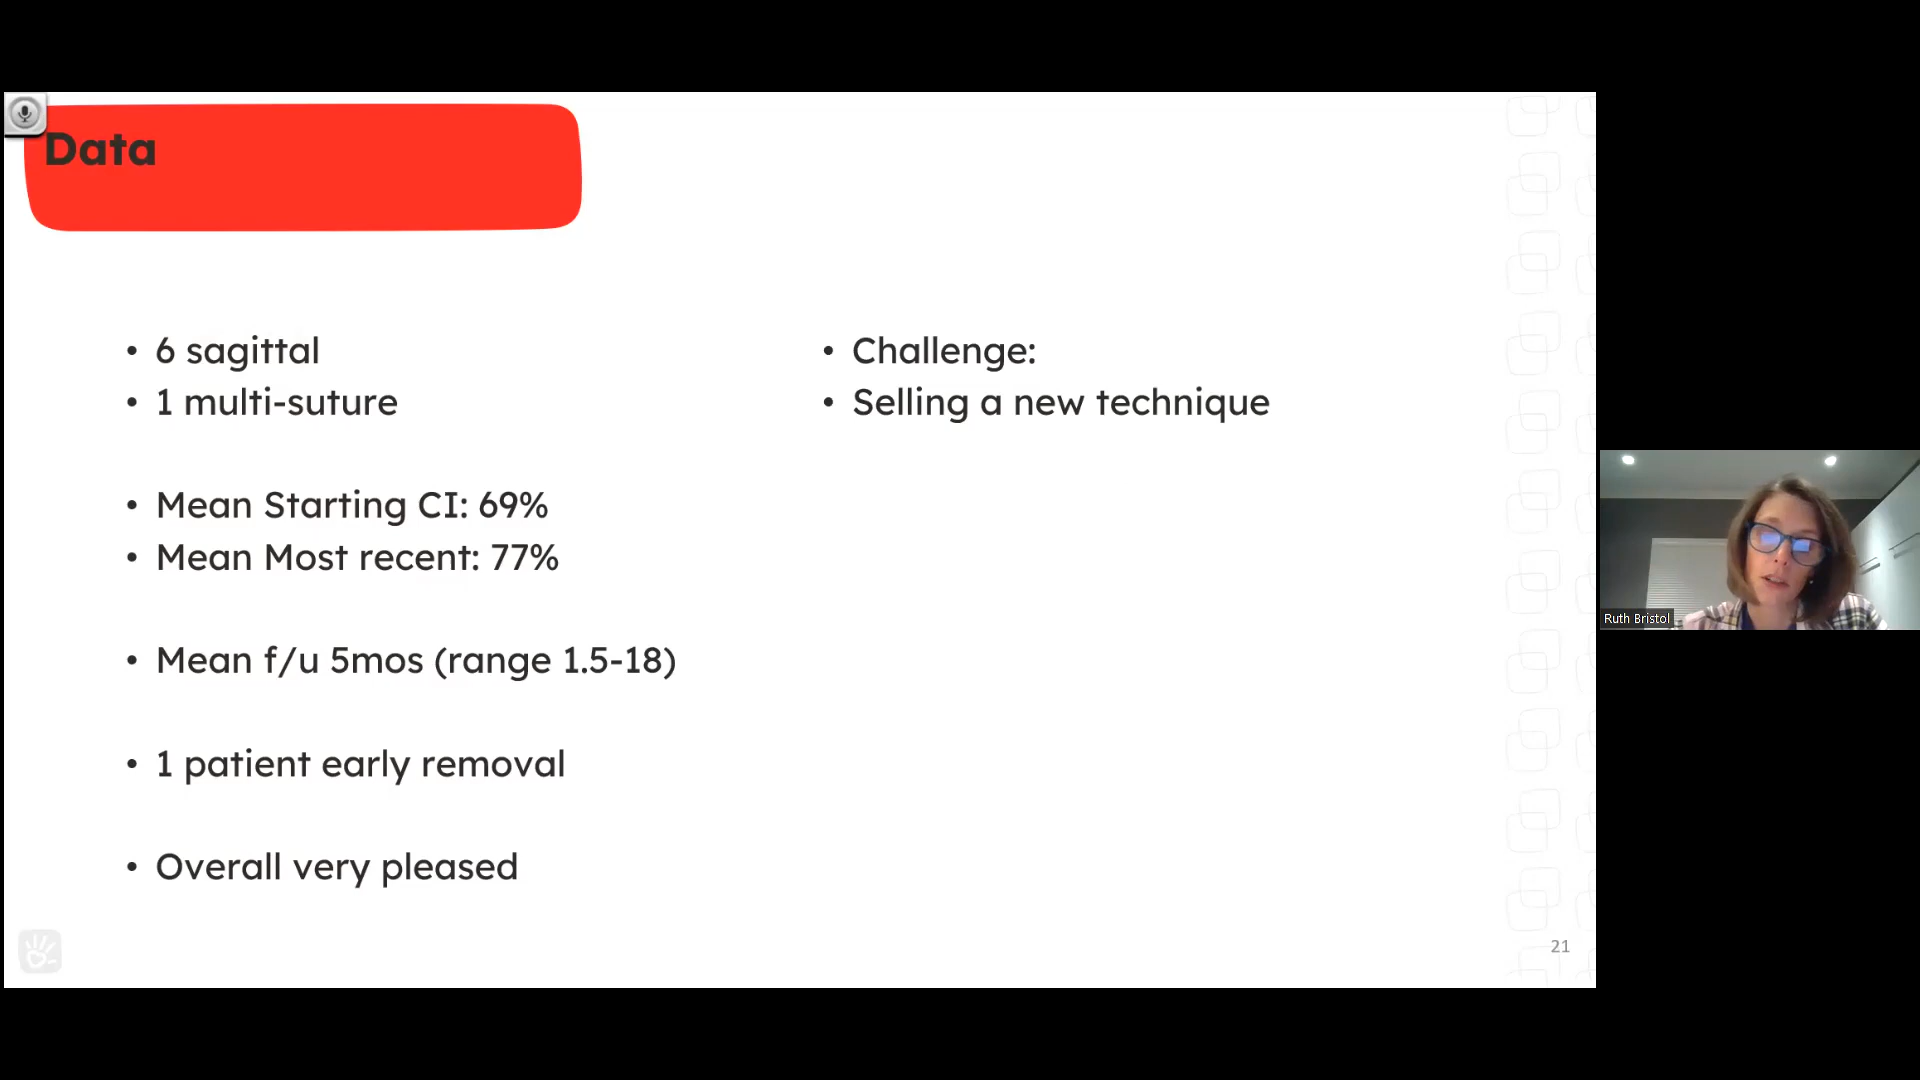 Data
• 6 sagittal
• 1 multi-suture
• Mean Starting CI: 69%
• Mean Most recent: 77%
• Mean f/u 5mos (range 1.5-18)
• 1 patient early removal
• Overall very pleased
• Challenge:
• Selling a new technique
21
Ruth Bristol